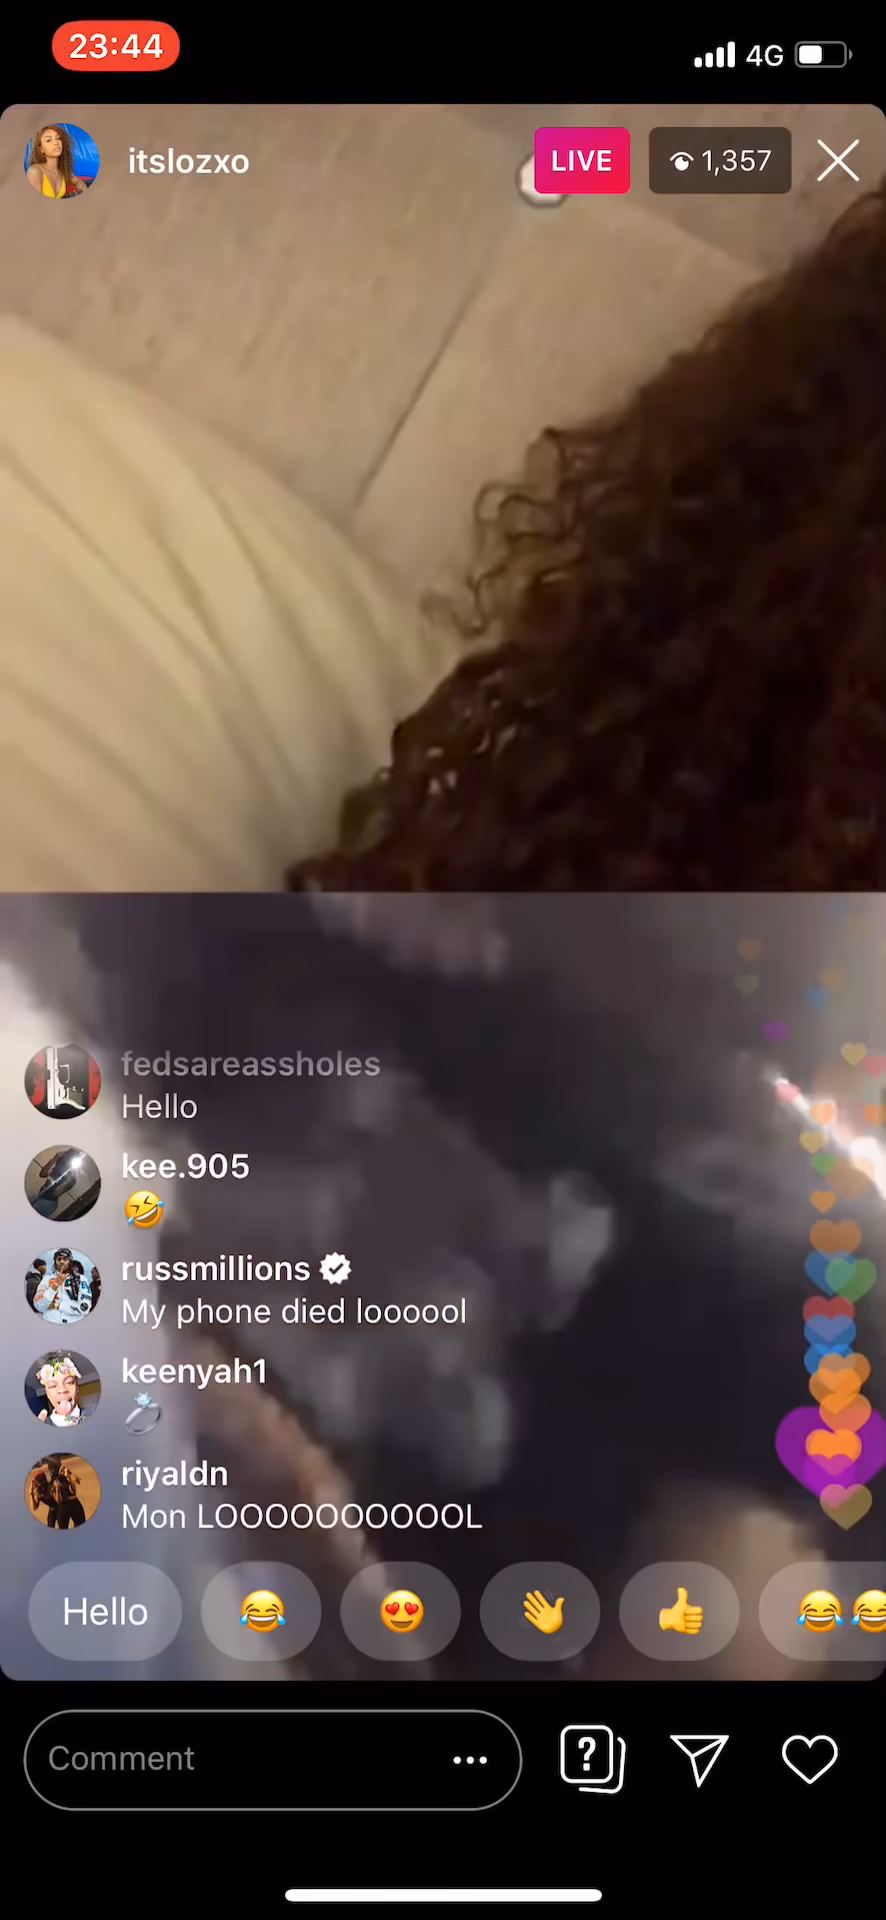 23:44
4G
itslozxo
LIVE
1,357
fedsareassholes
Hello
kee.905
russmillions
My phone died loooool
keenyah1
riyaldn
Mon LOOOOOOOOOOL
Hello
Comment